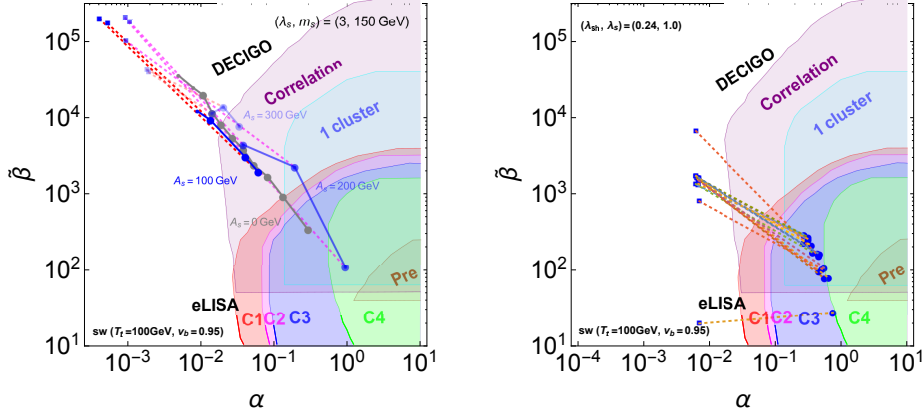 (λs, ms) = (3, 150 GeV)
DECIGO
Correlation
1 cluster
As = 300 GeV
As = 100 GeV
As = 200 GeV
As = 0 GeV
Pre
eLISA
C1 C2 C3 C4
sw (Tt =100GeV, vb = 0.95)
10^5
10^4
10^3
10^2
10^1
10^-3 10^-2 10^-1 10^0 10^1
β̃
α
(λsh, λs) = (0.24, 1.0)
DECIGO
Correlation
1 cluster
Pre
eLISA
C1 C2 C3 C4
sw (Tt =100GeV, vb = 0.95)
10^5
10^4
10^3
10^2
10^1
10^-4 10^-3 10^-2 10^-1 10^0 10^1
β̃
α